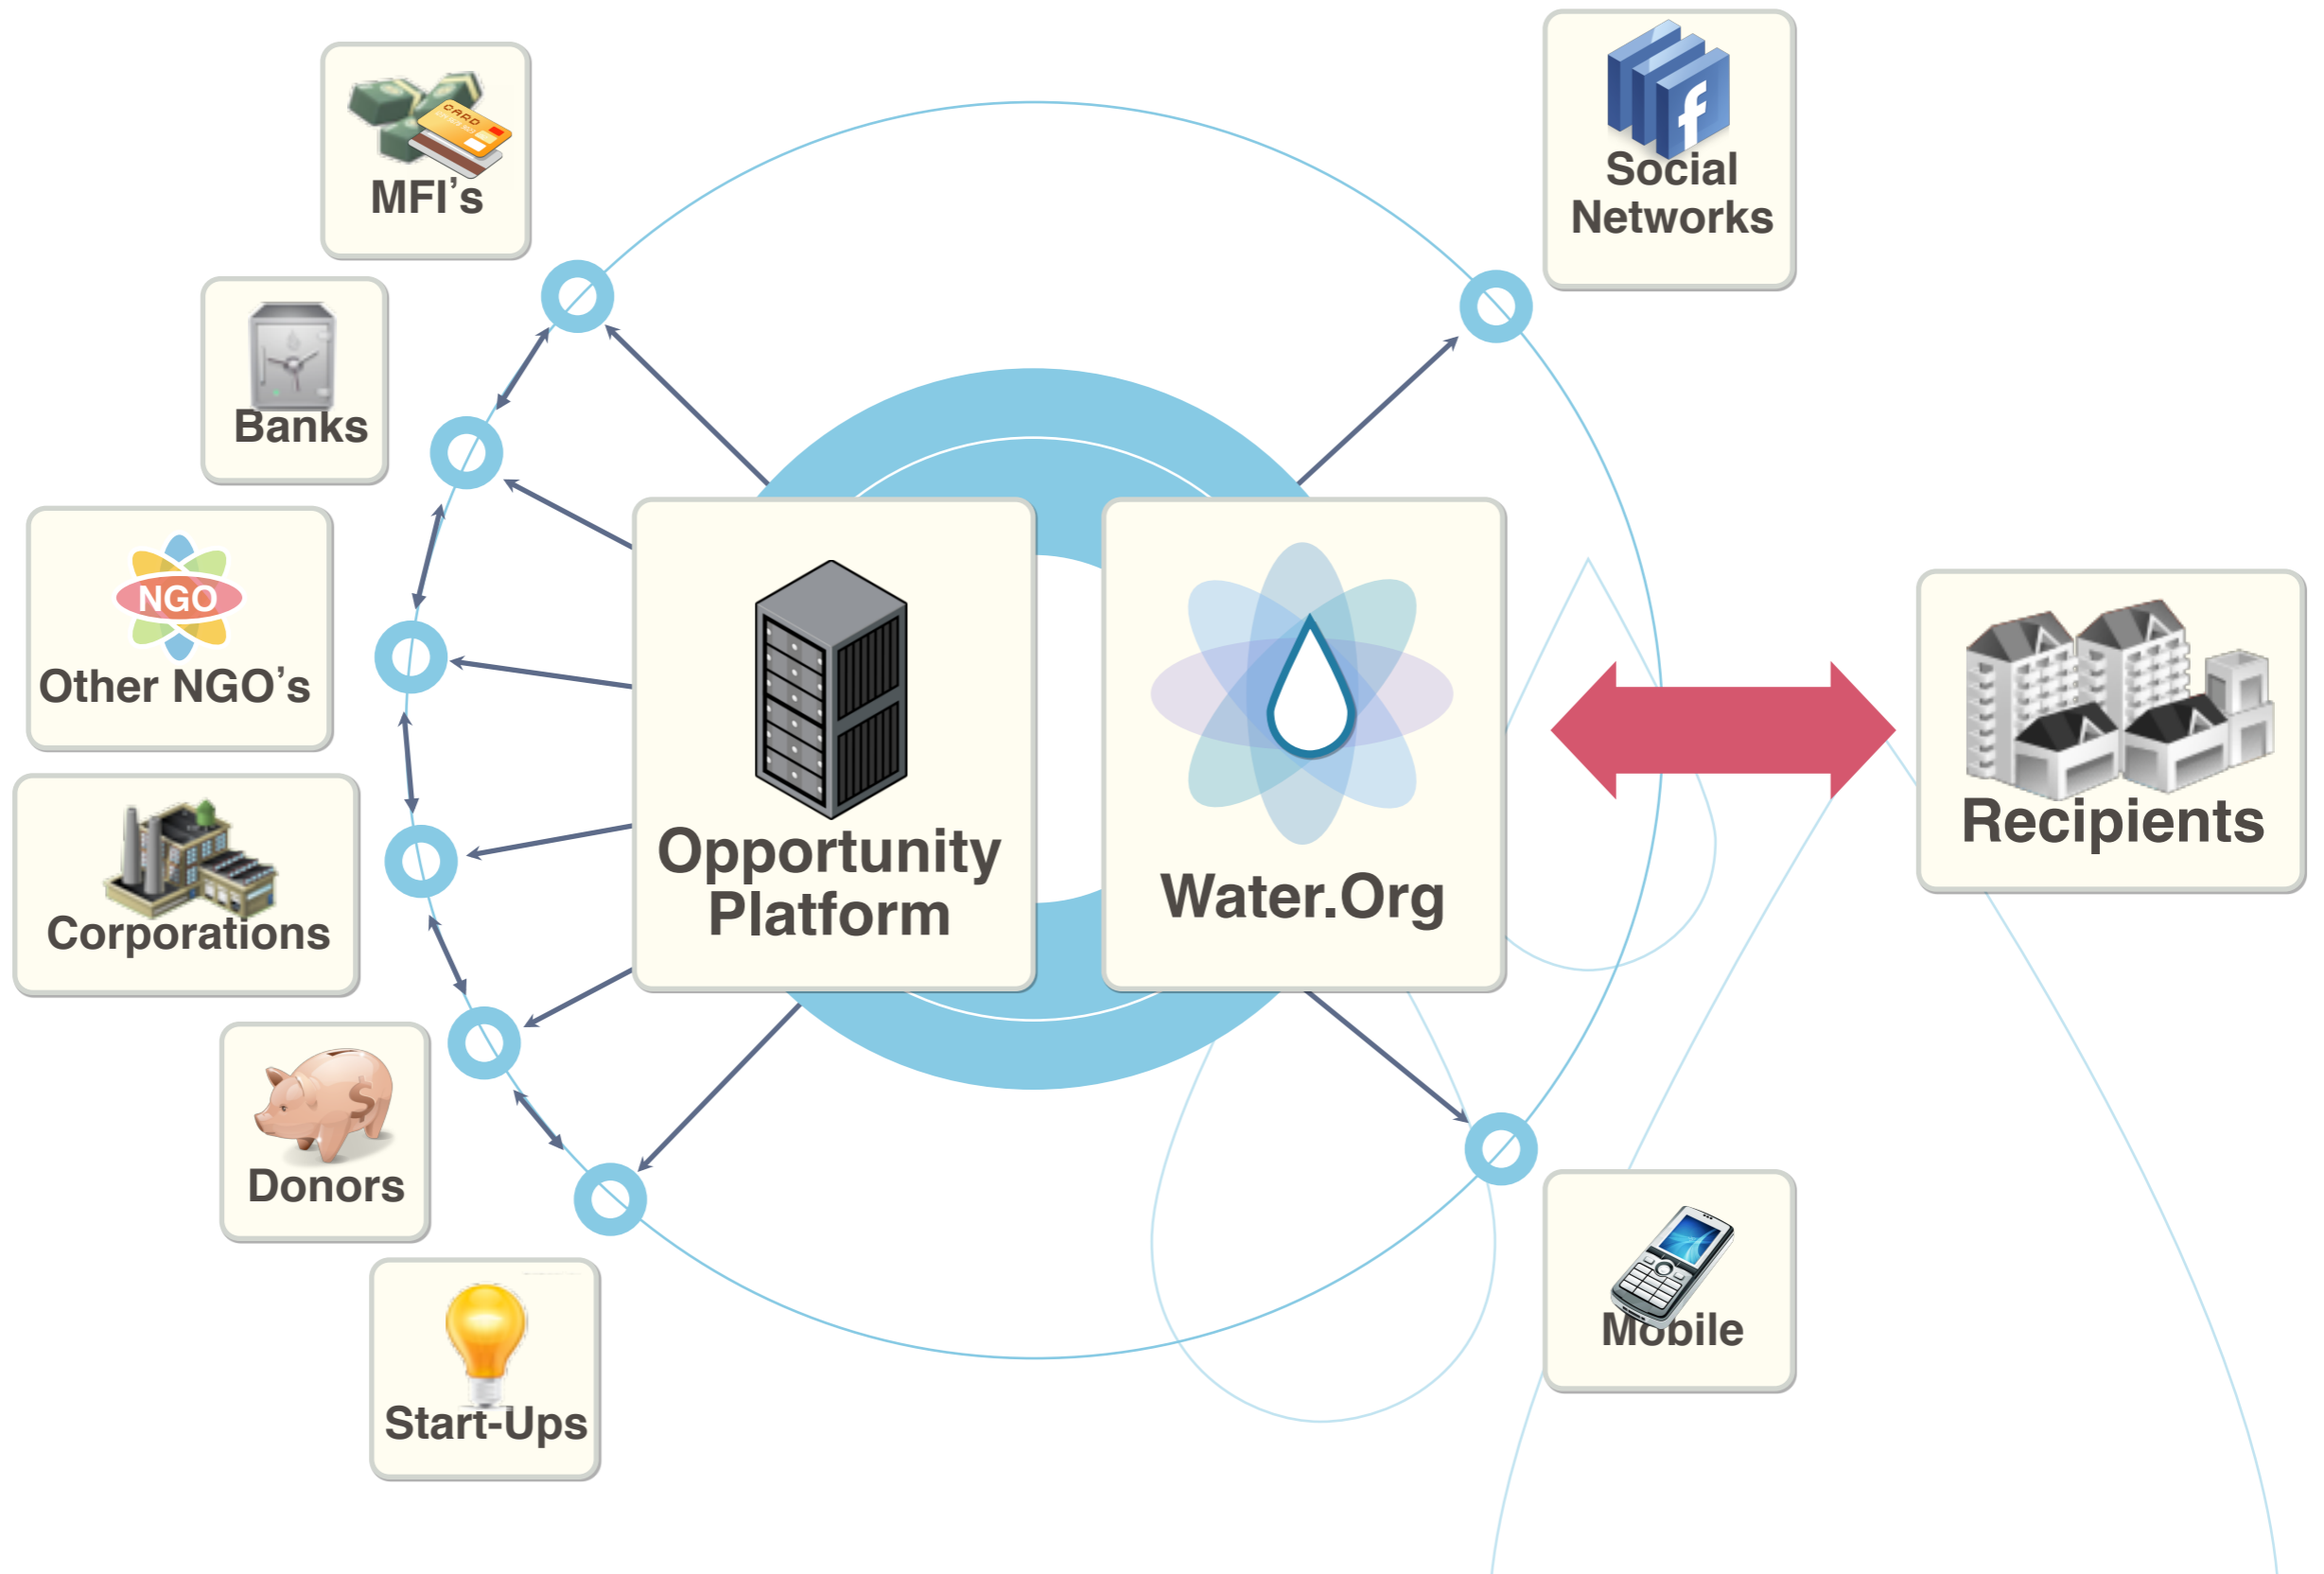 CARD
MFI's
Social
Networks
Banks
NGO
Other NGO's
Corporations
Opportunity
Platform
Water.Org
Recipients
Donors
Mobile
Start-Ups